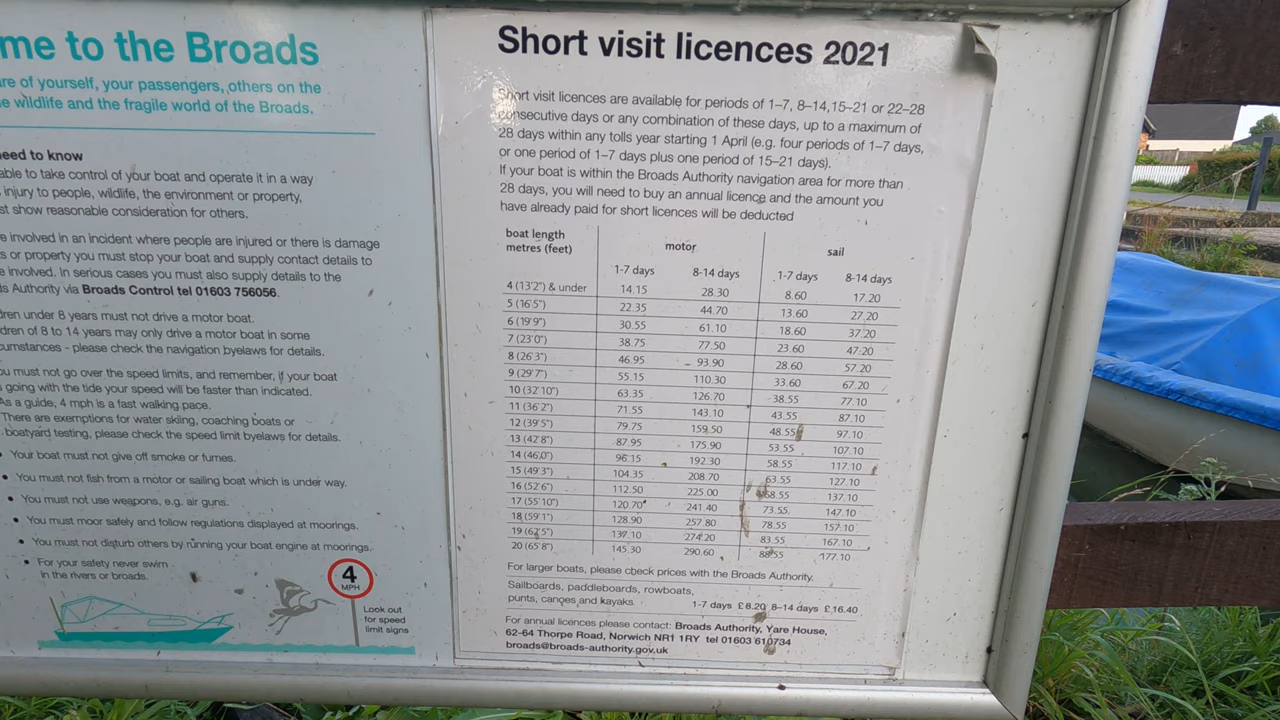 me to the Broads
re of yourself, your passengers, others on the
e wildlife and the fragile world of the Broads.
need to know
able to take control of your boat and operate it in a way
injury to people, wildlife, the environment or property,
st show reasonable consideration for others.
e involved in an incident where people are injured or there is damage
s or property you must stop your boat and supply contact details to
e involved. In serious cases you must also supply details to the
ds Authority via Broads Control tel 01603 756056.
dren under 8 years must not drive a motor boat.
dren of 8 to 14 years may only drive a motor boat in some
cumstances - please check the navigation byelaws for details.
ou must not go over the speed limits, and remember, if your boat
going with the tide your speed will be faster than indicated.
As a guide, 4 mph is a fast walking pace.
There are exemptions for water skiing, coaching boats or
boatyard testing, please check the speed limit byelaws for details.
Your boat must not give off smoke or fumes.
• You must not fish from a motor or sailing boat which is under way.
• You must not use weapons, e.g. air guns.
• You must moor safely and follow regulations displayed at moorings.
• You must not disturb others by running your boat engine at moorings.
• For your safety never swim
in the rivers or broads.
4
MPH
Look out
for speed
limit signs
Short visit licences 2021
Short visit licences are available for periods of 1–7, 8–14,15–21 or 22–28
consecutive days or any combination of these days, up to a maximum of
28 days within any tolls year starting 1 April (e.g. four periods of 1–7 days,
or one period of 1–7 days plus one period of 15–21 days).
If your boat is within the Broads Authority navigation area for more than
28 days, you will need to buy an annual licence and the amount you
have already paid for short licences will be deducted
boat length
metres (feet) motor sail
1-7 days 8-14 days 1-7 days 8-14 days
4 (13'2") & under 14.15 28.30 8.60 17.20
5 (16'5") 22.35 44.70 13.60 27.20
6 (19'9") 30.55 61.10 18.60 37.20
7 (23'0") 38.75 77.50 23.60 47.20
8 (26'3") 46.95 93.90 28.60 57.20
9 (29'7") 55.15 110.30 33.60 67.20
10 (32'10") 63.35 126.70 38.55 77.10
11 (36'2") 71.55 143.10 43.55 87.10
12 (39'5") 79.75 159.50 48.55 97.10
13 (42'8") 87.95 175.90 53.55 107.10
14 (46,0") 96.15 192.30 58.55 117.10
15 (49'3") 104.35 208.70 63.55 127.10
16 (52'6") 112.50 225.00 68.55 137.10
17 (55'10") 120.70 241.40 73.55 147.10
18 (59'1") 128.90 257.80 78.55 157.10
19 (62'5") 137.10 274.20 83.55 167.10
20 (65'8") 145.30 290.60 88.55 177.10
For larger boats, please check prices with the Broads Authority.
Sailboards, paddleboards, rowboats,
punts, canoes and kayaks 1-7 days £8.20 8-14 days £16.40
For annual licences please contact: Broads Authority, Yare House,
62-64 Thorpe Road, Norwich NR1 1RY tel 01603 610734
broads@broads-authority.gov.uk